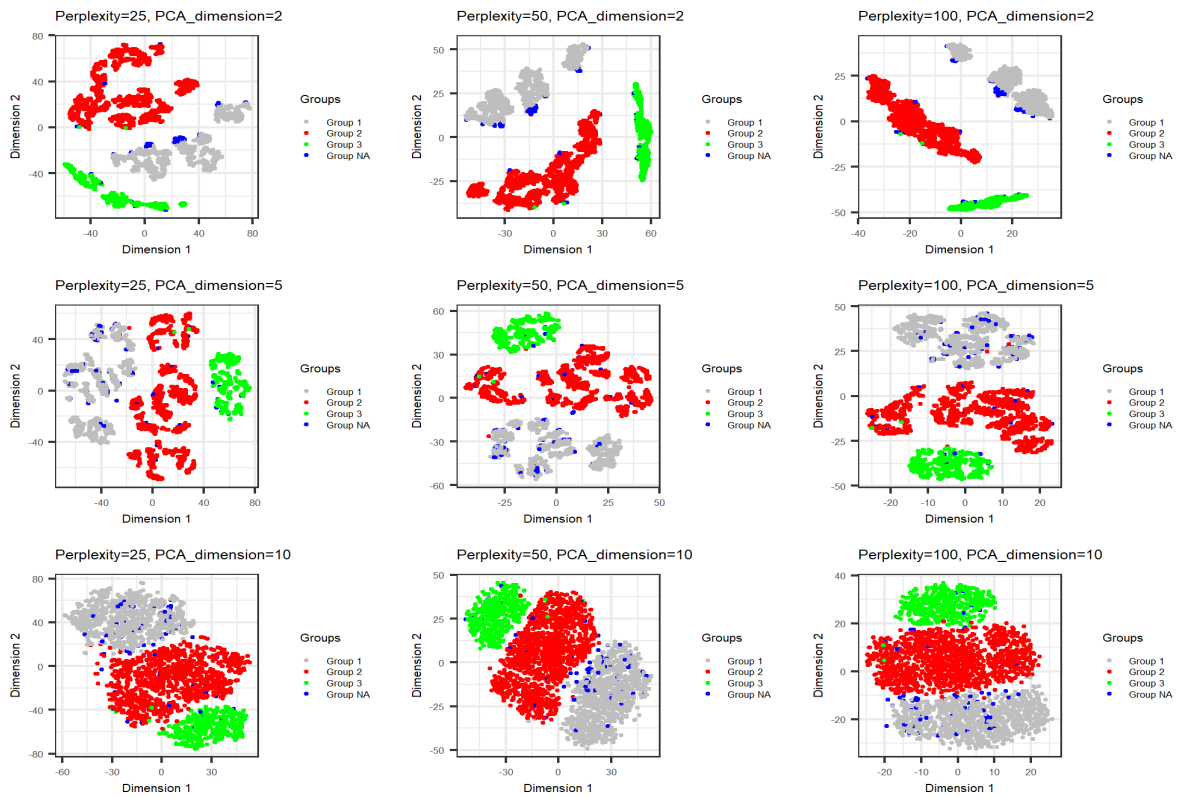 Perplexity=25, PCA_dimension=2
80
40
0
-40
-40
0
40
80
Dimension 1
Dimension 2
Groups
Group 1
Group 2
Group 3
Group NA
Perplexity=50, PCA_dimension=2
50
25
0
-25
-30
0
30
60
Dimension 1
Dimension 2
Groups
Group 1
Group 2
Group 3
Group NA
Perplexity=100, PCA_dimension=2
25
0
-25
-50
-40
-20
0
20
Dimension 1
Dimension 2
Groups
Group 1
Group 2
Group 3
Group NA
Perplexity=25, PCA_dimension=5
40
0
-40
-40
0
40
80
Dimension 1
Dimension 2
Groups
Group 1
Group 2
Group 3
Group NA
Perplexity=50, PCA_dimension=5
60
30
0
-30
-60
-25
0
25
50
Dimension 1
Dimension 2
Groups
Group 1
Group 2
Group 3
Group NA
Perplexity=100, PCA_dimension=5
50
25
0
-25
-50
-20
-10
0
10
20
Dimension 1
Dimension 2
Groups
Group 1
Group 2
Group 3
Group NA
Perplexity=25, PCA_dimension=10
80
40
0
-40
-80
-60
-30
0
30
Dimension 1
Dimension 2
Groups
Group 1
Group 2
Group 3
Group NA
Perplexity=50, PCA_dimension=10
50
25
0
-25
-50
-30
0
30
Dimension 1
Dimension 2
Groups
Group 1
Group 2
Group 3
Group NA
Perplexity=100, PCA_dimension=10
40
20
0
-20
-20
-10
0
10
20
Dimension 1
Dimension 2
Groups
Group 1
Group 2
Group 3
Group NA